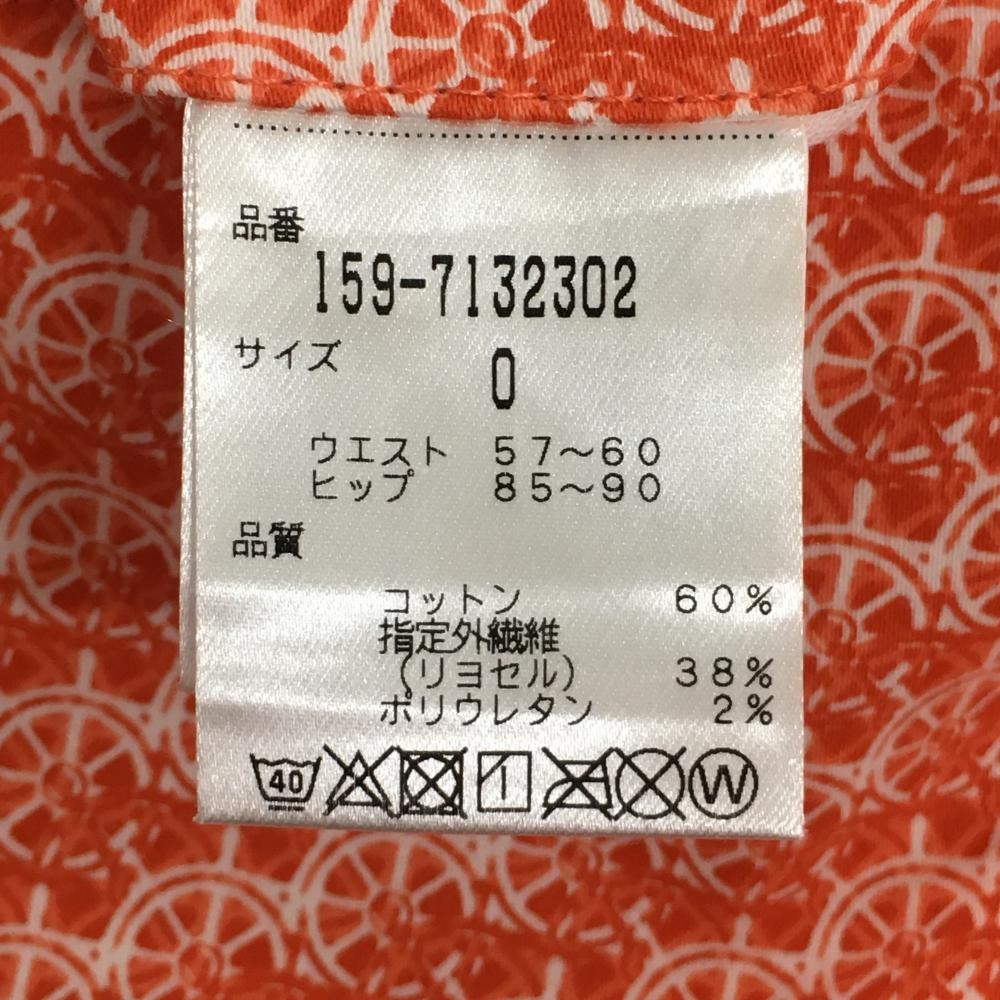 品番
159-7132302
サイズ 0
ウエスト 57～60
ヒップ 85～90
品質
コットン 60%
指定外繊維
(リヨセル) 38%
ポリウレタン 2%
40 W